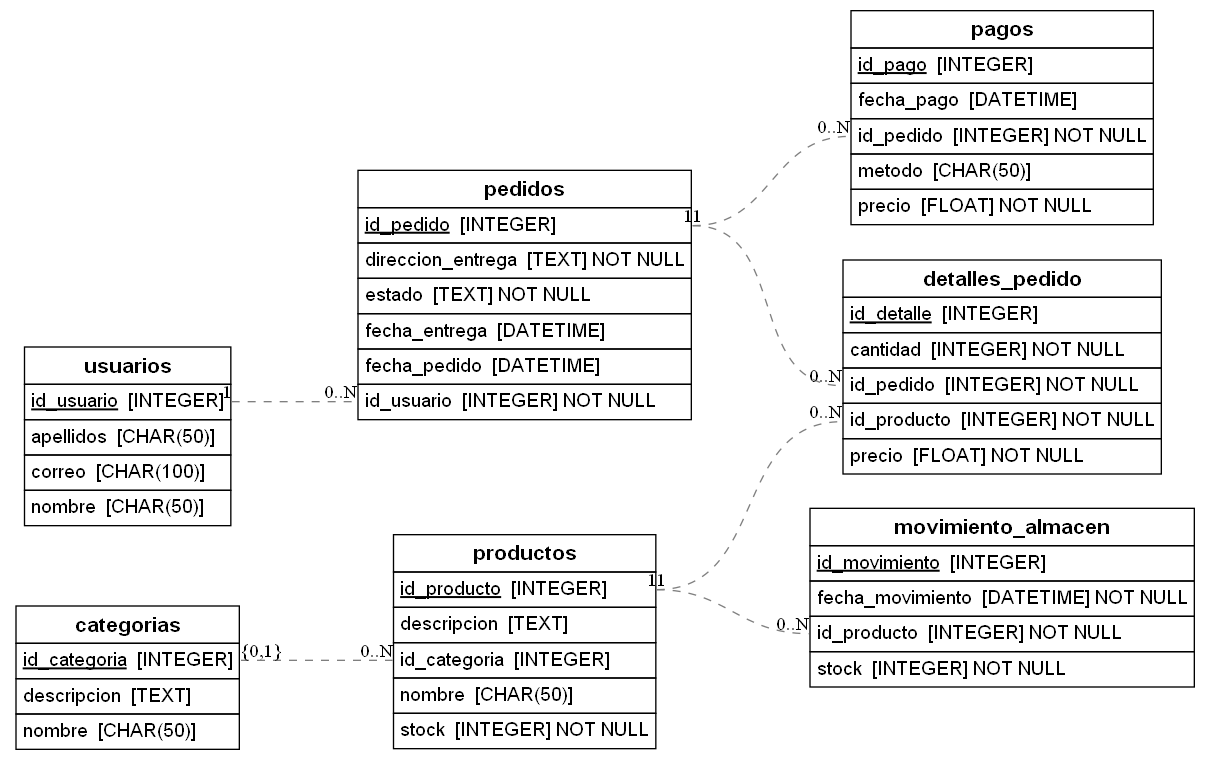 pagos
id_pago [INTEGER]
fecha_pago [DATETIME]
id_pedido [INTEGER] NOT NULL
metodo [CHAR(50)]
precio [FLOAT] NOT NULL
0..N
pedidos
id_pedido [INTEGER]
direccion_entrega [TEXT] NOT NULL
estado [TEXT] NOT NULL
fecha_entrega [DATETIME]
fecha_pedido [DATETIME]
id_usuario [INTEGER] NOT NULL
11
0..N
detalles_pedido
id_detalle [INTEGER]
cantidad [INTEGER] NOT NULL
id_pedido [INTEGER] NOT NULL
id_producto [INTEGER] NOT NULL
precio [FLOAT] NOT NULL
0..N
0..N
usuarios
id_usuario [INTEGER]
apellidos [CHAR(50)]
correo [CHAR(100)]
nombre [CHAR(50)]
1
productos
id_producto [INTEGER]
descripcion [TEXT]
id_categoria [INTEGER]
nombre [CHAR(50)]
stock [INTEGER] NOT NULL
11
0..N
movimiento_almacen
id_movimiento [INTEGER]
fecha_movimiento [DATETIME] NOT NULL
id_producto [INTEGER] NOT NULL
stock [INTEGER] NOT NULL
0..N
categorias
id_categoria [INTEGER]
descripcion [TEXT]
nombre [CHAR(50)]
{0,1}